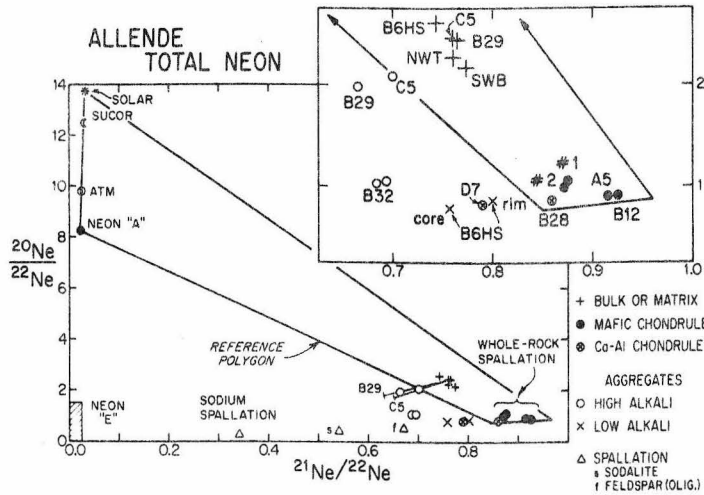 ALLENDE
TOTAL NEON
14
12
10
8
6
4
2
0
20Ne
22Ne
SOLAR
SUCOR
ATM
NEON "A"
REFERENCE
POLYGON
NEON
"E"
SODIUM
SPALLATION
s
f
B29
C5
WHOLE-ROCK
SPALLATION
0.0
0.2
0.4
0.6
0.8
21Ne/22Ne
B6HS
C5
B29
NWT
SWB
B29
C5
B32
#1
#2
A5
D7
rim
B28
B12
core
B6HS
2
1
0.7
0.8
0.9
1.0
+ BULK OR MATRIX
MAFIC CHONDRULE
Ca-Al CHONDRULE
AGGREGATES
HIGH ALKALI
× LOW ALKALI
△ SPALLATION
s SODALITE
f FELDSPAR (OLIG.)